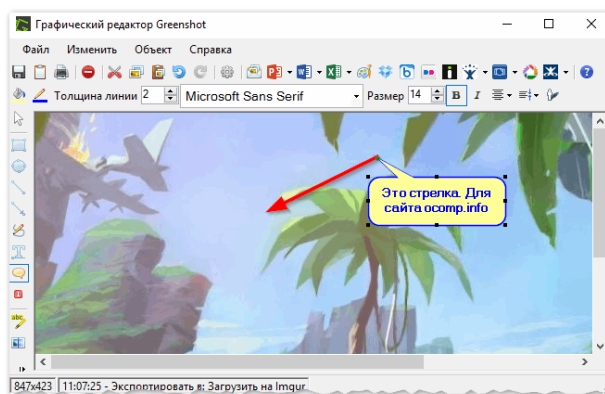 Графический редактор Greenshot
Файл Изменить Объект Справка
Толщина линии 2 Microsoft Sans Serif Размер 14 B I
Это стрелка. Для
сайта ocomp.info
847x423 11:07:25 - Экспортировать в: Загрузить на Imgur